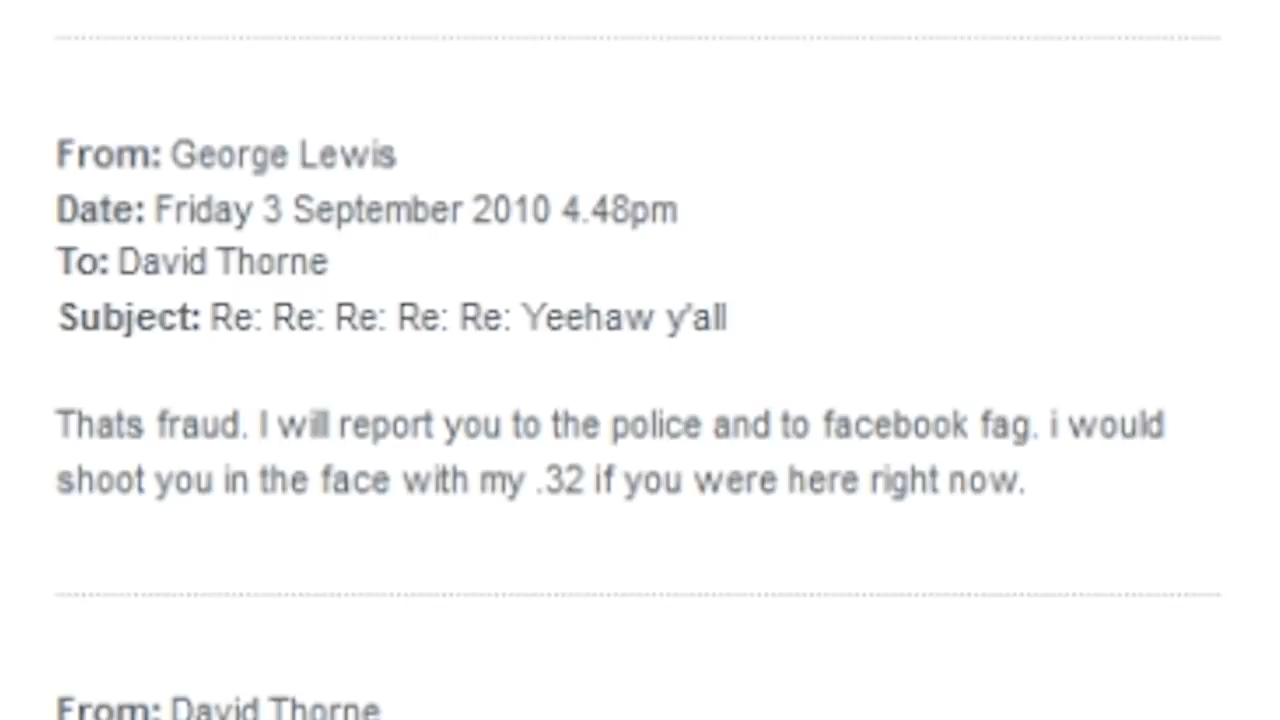 From: George Lewis
Date: Friday 3 September 2010 4.48pm
To: David Thorne
Subject: Re: Re: Re: Re: Re: Yeehaw y'all
Thats fraud. I will report you to the police and to facebook fag. i would
shoot you in the face with my .32 if you were here right now.
From: David Thorne